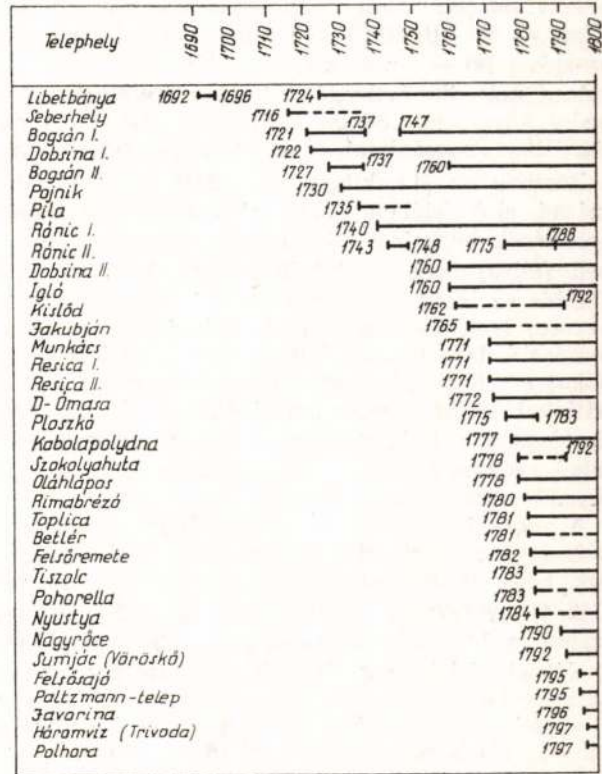 Telephely 1690 1700 1710 1720 1730 1740 1750 1760 1770 1780 1790 1800
Libetbánya 1692 1696 1724
Sebeshely 1716
Bogsán I. 1721 1737 1747
Dobsina I. 1722
Bogsán II. 1727 1737 1760
Pojnik 1730
Pila 1735
Rónic I. 1740
Rónic II. 1743 1748 1775 1788
Dobsina II. 1760
Igló 1760
Kislőd 1762 1792
Jakubján 1765
Munkács 1771
Resica I. 1771
Resica II. 1771
D-Ómasa 1772
Ploszkó 1775 1783
Kabolapolydna 1777
Szokolyahuta 1778 1792
Oláhlápos 1778
Rimabrézó 1780
Toplica 1781
Betlér 1781
Felsőremete 1782
Tiszolc 1783
Pohorella 1783
Nyustya 1784
Nagyrőce 1790
Sumjác (Vöröskő) 1792
Felsősajó 1795
Paltzmann-telep 1795
Javorina 1796
Háromvíz (Trivoda) 1797
Polhora 1797